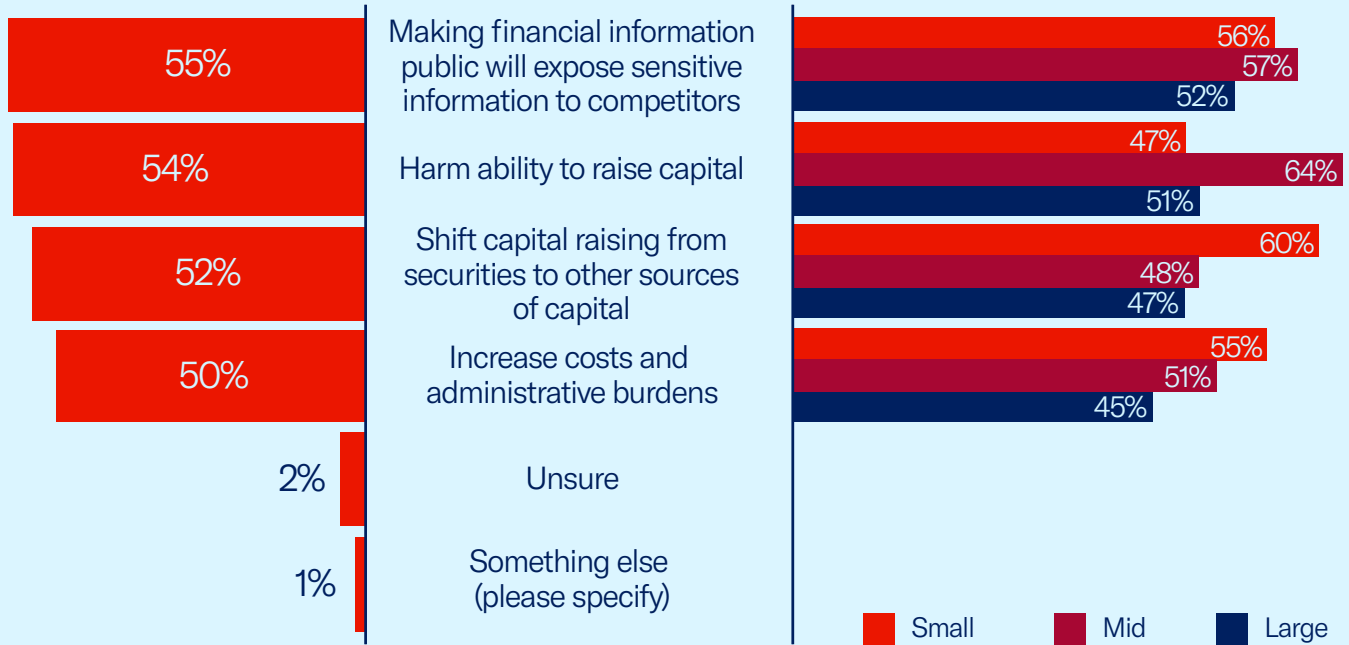 55%
Making financial information
public will expose sensitive
information to competitors
56%
57%
52%
54%
Harm ability to raise capital
47%
64%
51%
52%
Shift capital raising from
securities to other sources
of capital
60%
48%
47%
50%
Increase costs and
administrative burdens
55%
51%
45%
2%
Unsure
1%
Something else
(please specify)
Small
Mid
Large